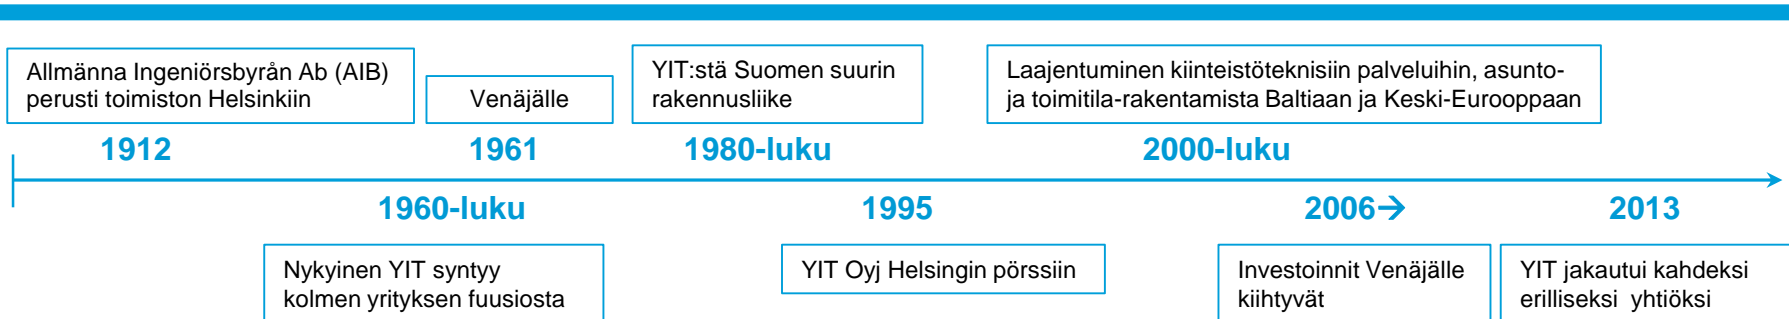 Allmänna Ingeniörsbyrån Ab (AIB)
perusti toimiston Helsinkiin
1912
Venäjälle
1961
YIT:stä Suomen suurin
rakennusliike
1980-luku
Laajentuminen kiinteistöteknisiin palveluihin, asunto-
ja toimitila-rakentamista Baltiaan ja Keski-Eurooppaan
2000-luku
1960-luku
Nykyinen YIT syntyy
kolmen yrityksen fuusiosta
1995
YIT Oyj Helsingin pörssiin
2006→
Investoinnit Venäjälle
kiihtyvät
2013
YIT jakautui kahdeksi
erilliseksi yhtiöksi